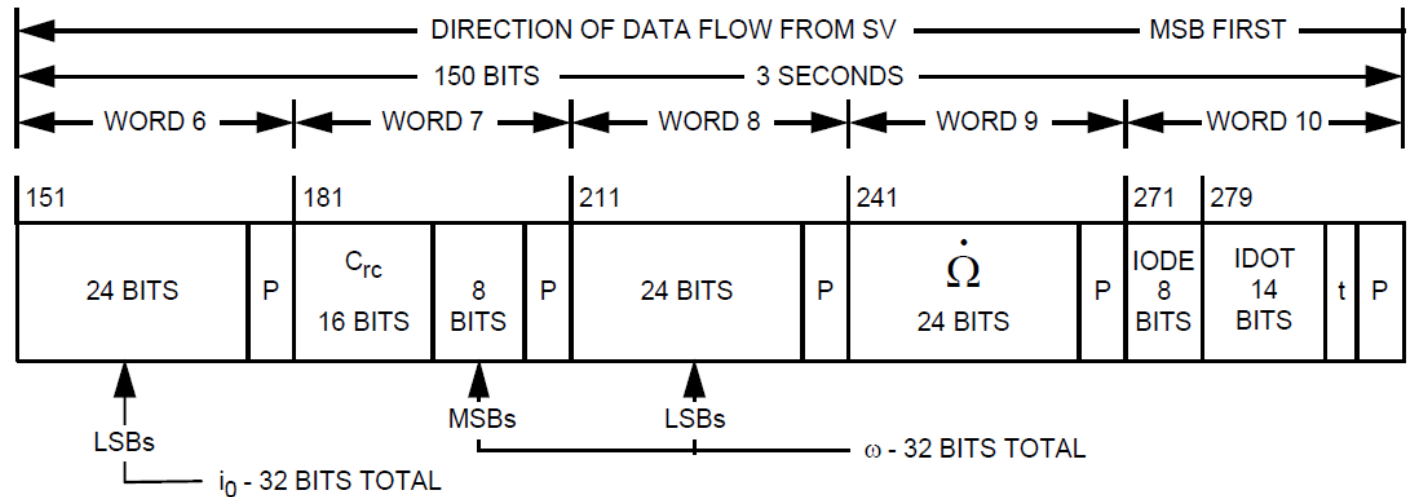 DIRECTION OF DATA FLOW FROM SV MSB FIRST
150 BITS 3 SECONDS
WORD 6 WORD 7 WORD 8 WORD 9 WORD 10
151 181 211 241 271 279
24 BITS P Crc 16 BITS 8 BITS P 24 BITS P Ω̇ 24 BITS P IODE 8 BITS IDOT 14 BITS t P
LSBs MSBs LSBs
i0 - 32 BITS TOTAL ω - 32 BITS TOTAL